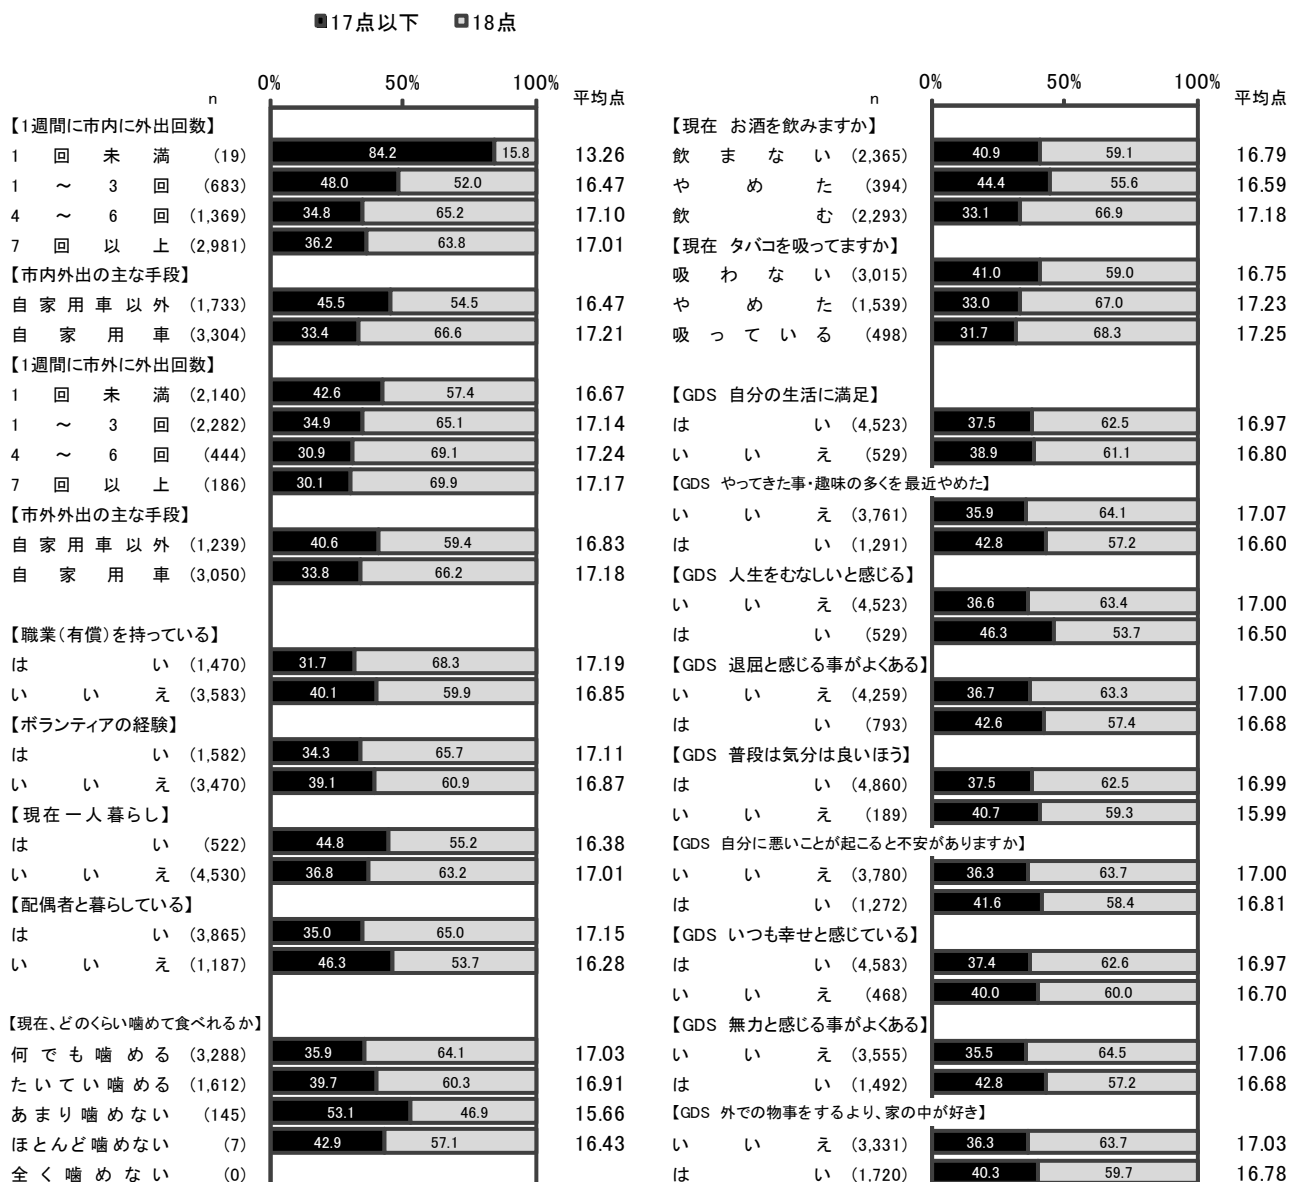 ■17点以下 □18点
0% 50% 100%
n 平均点
【1週間に市内に外出回数】
1回未満 (19) 84.2 15.8 13.26
1～3回 (683) 48.0 52.0 16.47
4～6回 (1,369) 34.8 65.2 17.10
7回以上 (2,981) 36.2 63.8 17.01
【市内外出の主な手段】
自家用車以外 (1,733) 45.5 54.5 16.47
自家用車 (3,304) 33.4 66.6 17.21
【1週間に市外に外出回数】
1回未満 (2,140) 42.6 57.4 16.67
1～3回 (2,282) 34.9 65.1 17.14
4～6回 (444) 30.9 69.1 17.24
7回以上 (186) 30.1 69.9 17.17
【市外外出の主な手段】
自家用車以外 (1,239) 40.6 59.4 16.83
自家用車 (3,050) 33.8 66.2 17.18
【職業(有償)を持っている】
はい (1,470) 31.7 68.3 17.19
いいえ (3,583) 40.1 59.9 16.85
【ボランティアの経験】
はい (1,582) 34.3 65.7 17.11
いいえ (3,470) 39.1 60.9 16.87
【現在一人暮らし】
はい (522) 44.8 55.2 16.38
いいえ (4,530) 36.8 63.2 17.01
【配偶者と暮らしている】
はい (3,865) 35.0 65.0 17.15
いいえ (1,187) 46.3 53.7 16.28
【現在、どのくらい噛めて食べれるか】
何でも噛める (3,288) 35.9 64.1 17.03
たいてい噛める (1,612) 39.7 60.3 16.91
あまり噛めない (145) 53.1 46.9 15.66
ほとんど噛めない (7) 42.9 57.1 16.43
全く噛めない (0)
0% 50% 100%
n 平均点
【現在 お酒を飲みますか】
飲まない (2,365) 40.9 59.1 16.79
やめた (394) 44.4 55.6 16.59
飲む (2,293) 33.1 66.9 17.18
【現在 タバコを吸ってますか】
吸わない (3,015) 41.0 59.0 16.75
やめた (1,539) 33.0 67.0 17.23
吸っている (498) 31.7 68.3 17.25
【GDS 自分の生活に満足】
はい (4,523) 37.5 62.5 16.97
いいえ (529) 38.9 61.1 16.80
【GDS やってきた事・趣味の多くを最近やめた】
いいえ (3,761) 35.9 64.1 17.07
はい (1,291) 42.8 57.2 16.60
【GDS 人生をむなしいと感じる】
いいえ (4,523) 36.6 63.4 17.00
はい (529) 46.3 53.7 16.50
【GDS 退屈と感じる事がよくある】
いいえ (4,259) 36.7 63.3 17.00
はい (793) 42.6 57.4 16.68
【GDS 普段は気分は良いほう】
はい (4,860) 37.5 62.5 16.99
いいえ (189) 40.7 59.3 15.99
【GDS 自分に悪いことが起こると不安がありますか】
いいえ (3,780) 36.3 63.7 17.00
はい (1,272) 41.6 58.4 16.81
【GDS いつも幸せと感じている】
はい (4,583) 37.4 62.6 16.97
いいえ (468) 40.0 60.0 16.70
【GDS 無力と感じる事がよくある】
いいえ (3,555) 35.5 64.5 17.06
はい (1,492) 42.8 57.2 16.68
【GDS 外での物事をするより、家の中が好き】
いいえ (3,331) 36.3 63.7 17.03
はい (1,720) 40.3 59.7 16.78